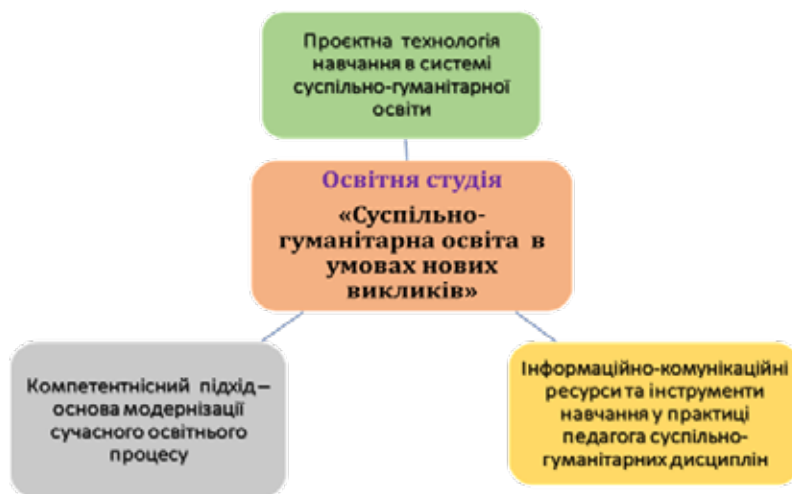 Проєктна технологія
навчання в системі
суспільно-гуманітарної
освіти
Освітня студія
«Суспільно-
гуманітарна освіта в
умовах нових
викликів»
Компетентнісний підхід –
основа модернізації
сучасного освітнього
процесу
Інформаційно-комунікаційні
ресурси та інструменти
навчання у практиці
педагога суспільно-
гуманітарних дисциплін